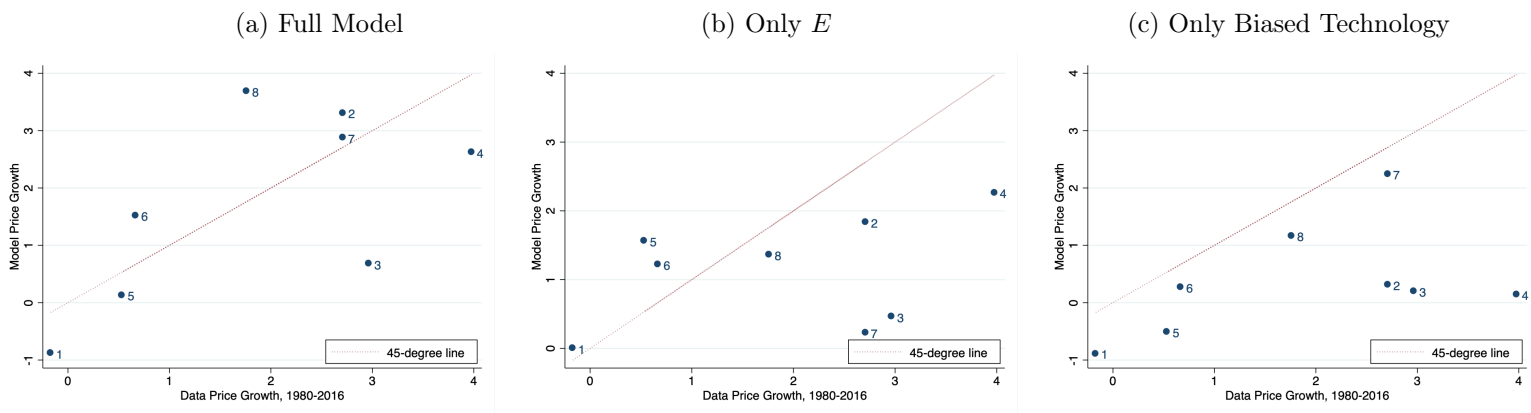 (a) Full Model
Model Price Growth
4
3
2
1
0
-1
8
2
7
4
6
3
5
1
45-degree line
0 1 2 3 4
Data Price Growth, 1980-2016
(b) Only E
Model Price Growth
4
3
2
1
0
4
2
5
8
6
3
7
1
45-degree line
0 1 2 3 4
Data Price Growth, 1980-2016
(c) Only Biased Technology
Model Price Growth
4
3
2
1
0
-1
7
8
2
6
3
4
5
1
45-degree line
0 1 2 3 4
Data Price Growth, 1980-2016